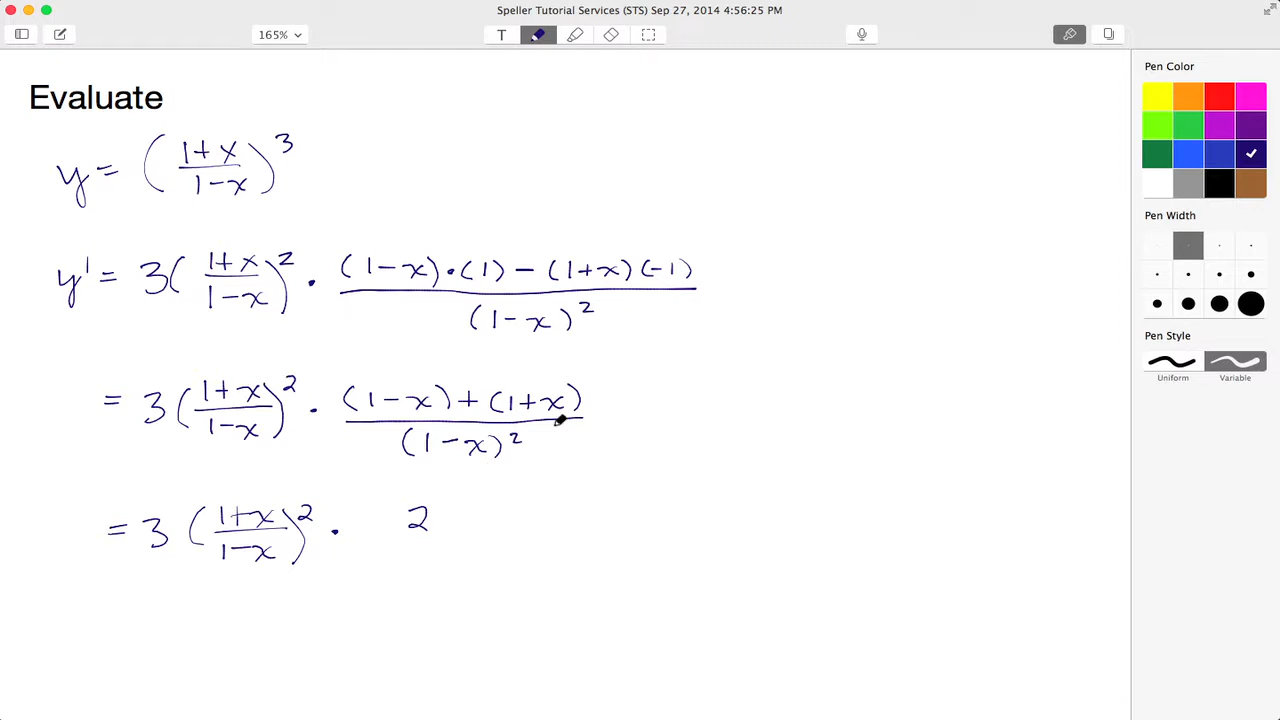 Speller Tutorial Services (STS) Sep 27, 2014 4:56:25 PM
165%
T
Pen Color
Evaluate
y = ( (1+x)/(1-x) )^3
y' = 3( (1+x)/(1-x) )^2 · ((1-x)·(1) - (1+x)(-1))/(1-x)^2
= 3( (1+x)/(1-x) )^2 · ((1-x)+(1+x))/(1-x)^2
= 3( (1+x)/(1-x) )^2 · 2
Pen Width
Pen Style
Uniform
Variable